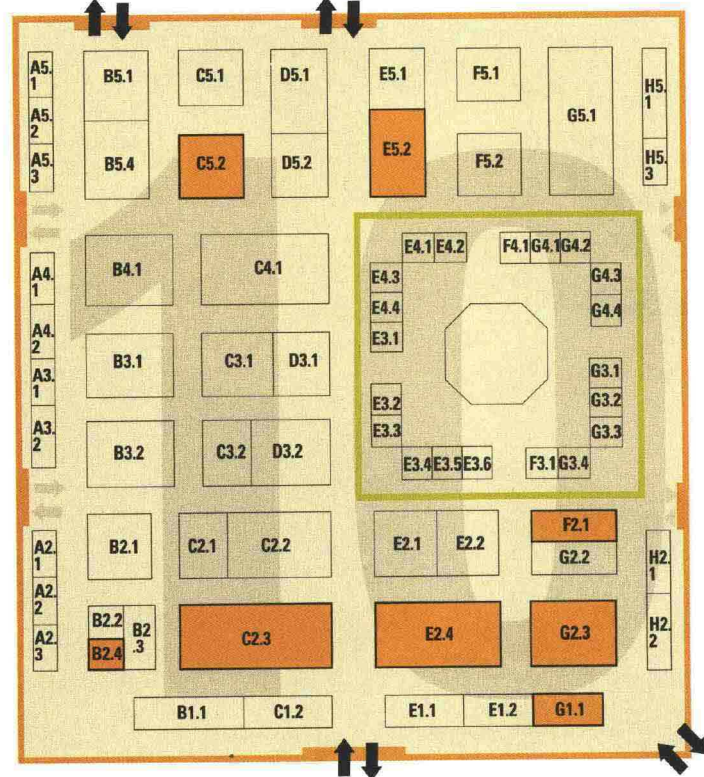 A5.
1
A5.
2
A5.
3
B5.1
B5.4
C5.1
C5.2
D5.1
D5.2
E5.1
E5.2
F5.1
F5.2
G5.1
H5.
1
H5.
3
A4.
1
A4.
2
A3.
1
A3.
2
B4.1
C4.1
B3.1
C3.1
D3.1
B3.2
C3.2
D3.2
E4.1
E4.2
F4.1
G4.1
G4.2
E4.3
E4.4
E3.1
G4.3
G4.4
E3.2
E3.3
G3.1
G3.2
G3.3
E3.4
E3.5
E3.6
F3.1
G3.4
10
A2.
1
A2.
2
A2.
3
B2.1
C2.1
C2.2
E2.1
E2.2
F2.1
G2.2
H2.
1
H2.
2
B2.2
B2.4
B2
.3
C2.3
E2.4
G2.3
B1.1
C1.2
E1.1
E1.2
G1.1